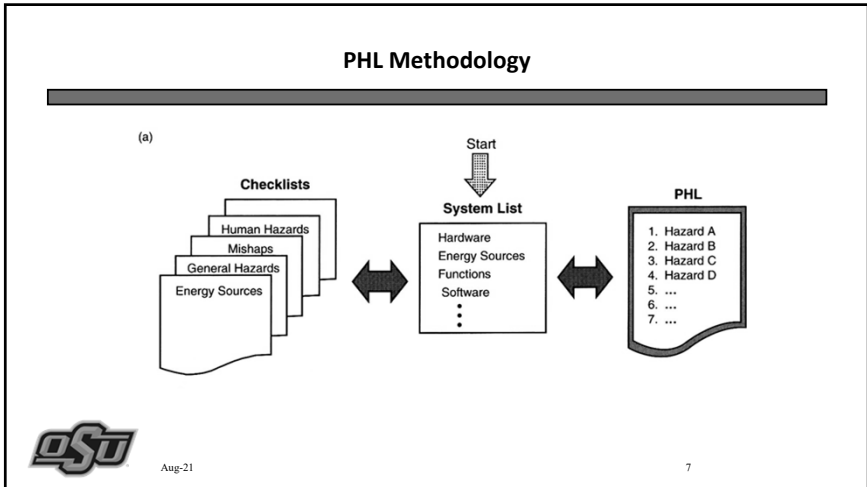 PHL Methodology
(a)
Start
Checklists
Human Hazards
Mishaps
General Hazards
Energy Sources
System List
Hardware
Energy Sources
Functions
Software
PHL
1. Hazard A
2. Hazard B
3. Hazard C
4. Hazard D
5. ...
6. ...
7. ...
OSU
Aug-21
7